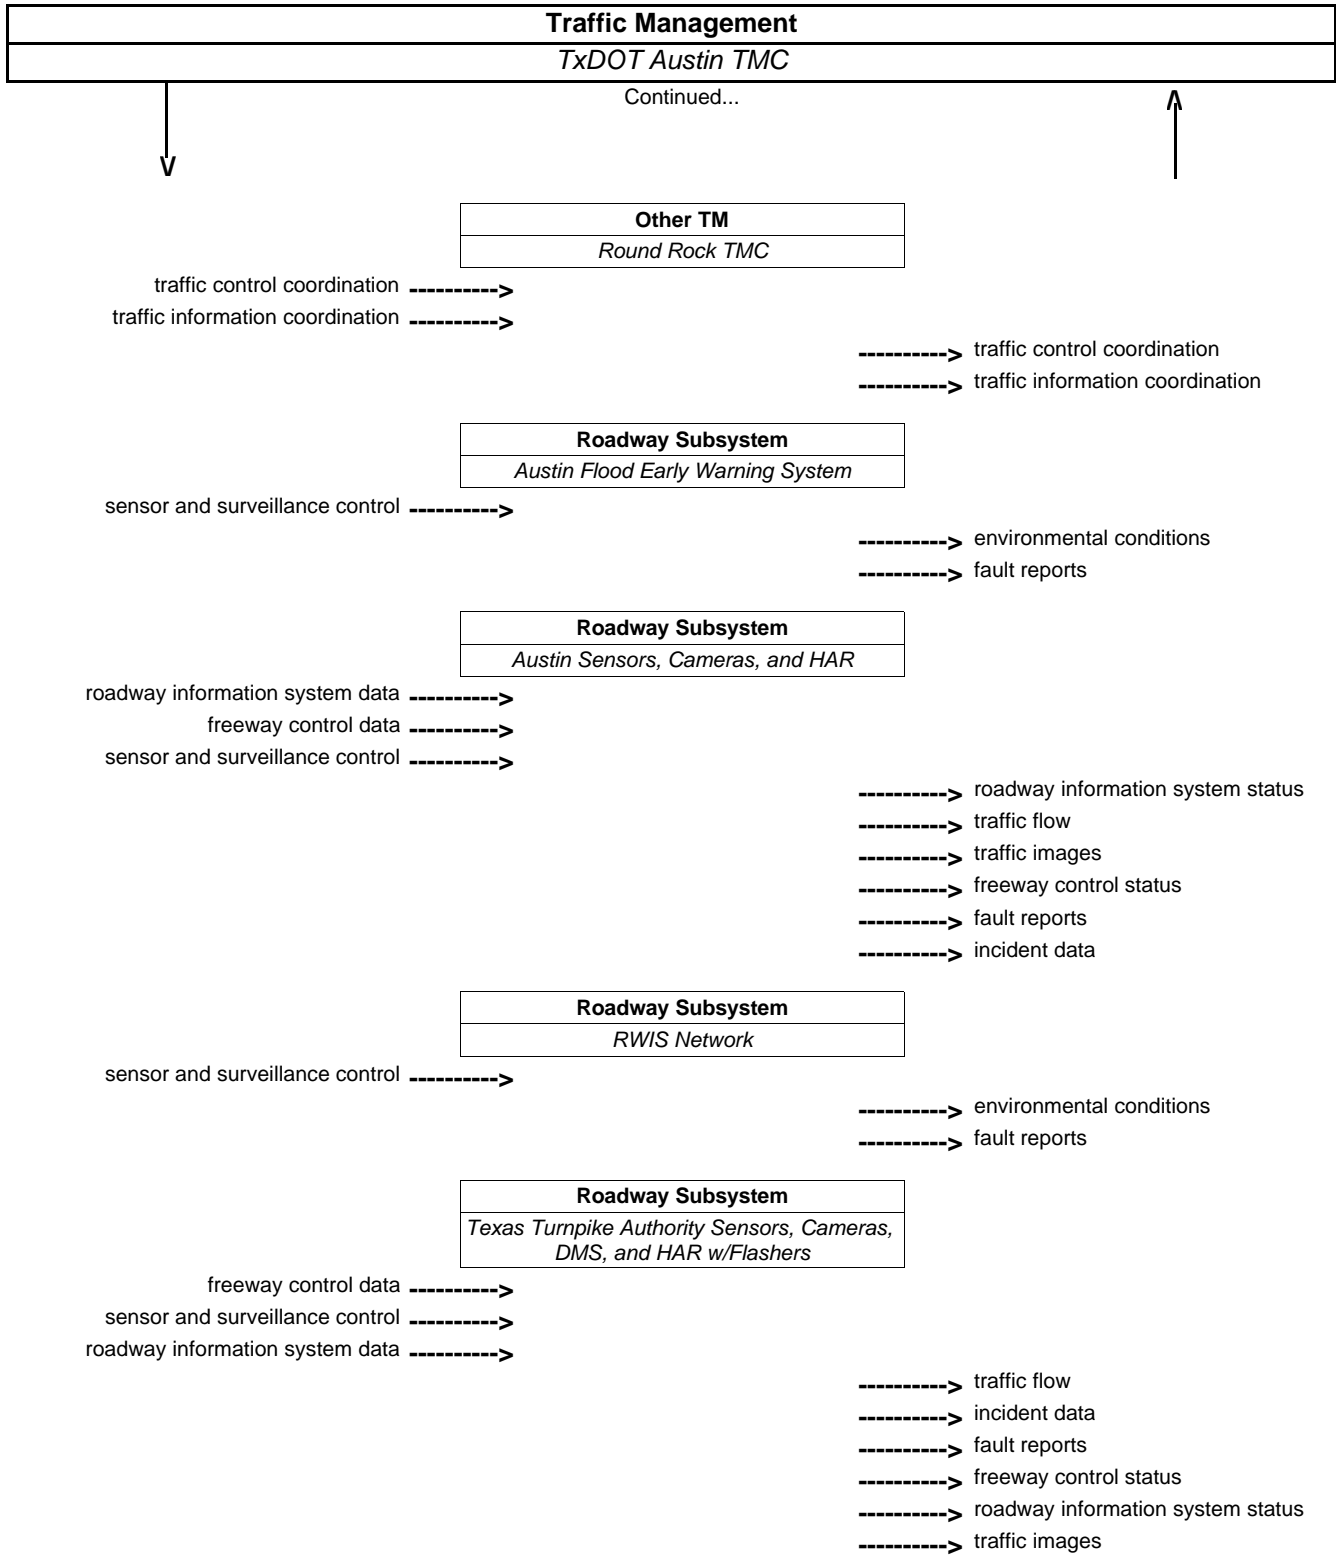 Traffic Management
TxDOT Austin TMC
Continued...
Other TM
Round Rock TMC
traffic control coordination
traffic information coordination
traffic control coordination
traffic information coordination
Roadway Subsystem
Austin Flood Early Warning System
sensor and surveillance control
environmental conditions
fault reports
Roadway Subsystem
Austin Sensors, Cameras, and HAR
roadway information system data
freeway control data
sensor and surveillance control
roadway information system status
traffic flow
traffic images
freeway control status
fault reports
incident data
Roadway Subsystem
RWIS Network
sensor and surveillance control
environmental conditions
fault reports
Roadway Subsystem
Texas Turnpike Authority Sensors, Cameras,
DMS, and HAR w/Flashers
freeway control data
sensor and surveillance control
roadway information system data
traffic flow
incident data
fault reports
freeway control status
roadway information system status
traffic images